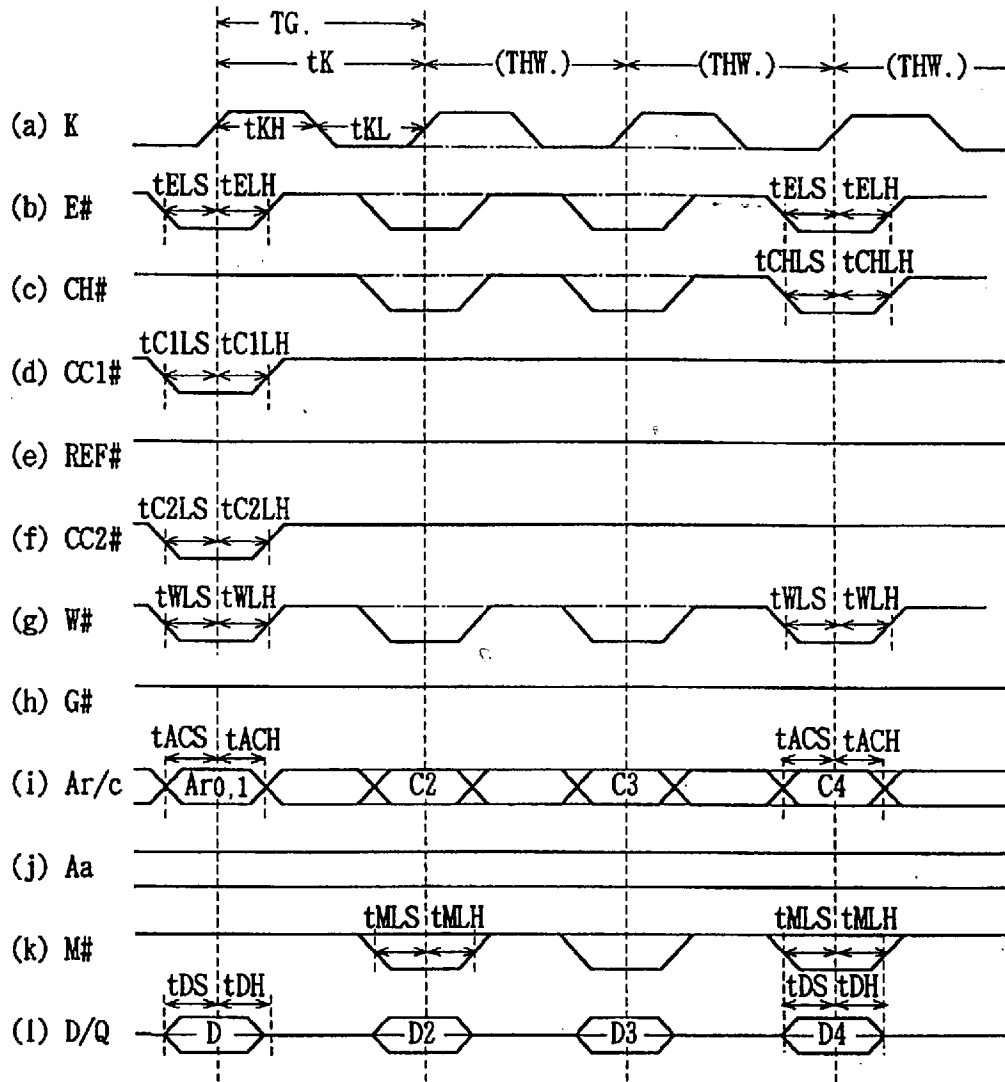 TG.
tK (THW.) (THW.) (THW.)
(a) K tKH tKL
tELS tELH tELS tELH
(b) E#
tCHLS tCHLH
(c) CH#
tC1LS tC1LH
(d) CC1#
(e) REF#
tC2LS tC2LH
(f) CC2#
tWLS tWLH tWLS tWLH
(g) W#
(h) G#
tACS tACH tACS tACH
(i) Ar/c Ar0,1 C2 C3 C4
(j) Aa
tMLS tMLH tMLS tMLH
(k) M#
tDS tDH tDS tDH
(l) D/Q D D2 D3 D4